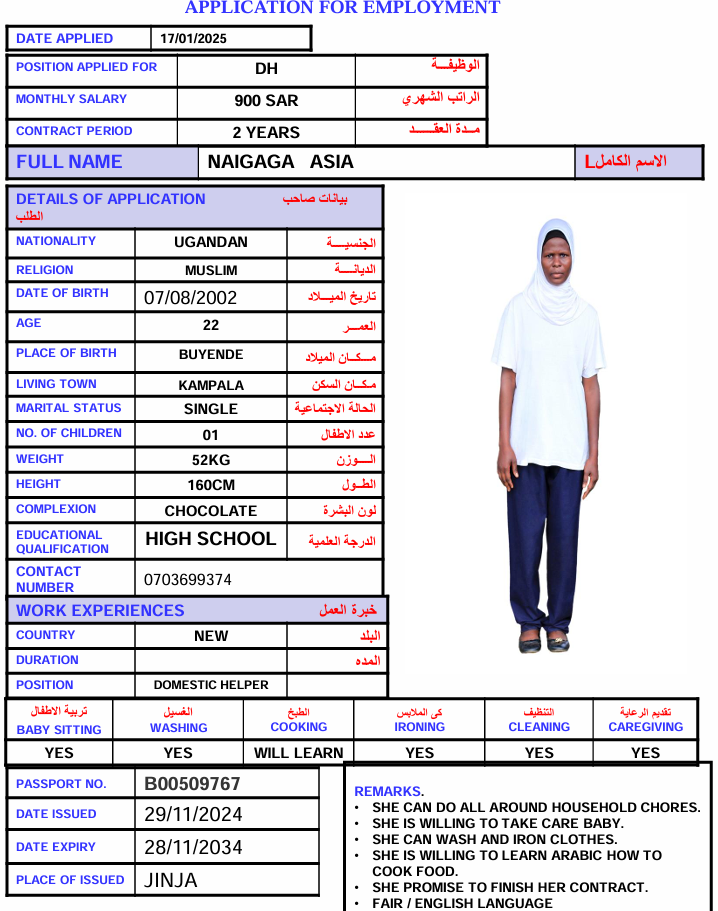 APPLICATION FOR EMPLOYMENT
DATE APPLIED 17/01/2025
POSITION APPLIED FOR DH الوظيفـــة
MONTHLY SALARY 900 SAR الراتب الشهري
CONTRACT PERIOD 2 YEARS مـدة العقـــــد
FULL NAME NAIGAGA ASIA الاسم الكاملL
DETAILS OF APPLICATION بيانات صاحب
الطلب
NATIONALITY UGANDAN الجنسيـــة
RELIGION MUSLIM الديانـــة
DATE OF BIRTH 07/08/2002 تاريخ الميــلاد
AGE 22 العمــر
PLACE OF BIRTH BUYENDE مــكـان الميلاد
LIVING TOWN KAMPALA مـكــان السكن
MARITAL STATUS SINGLE الحالة الاجتماعية
NO. OF CHILDREN 01 عدد الاطفال
WEIGHT 52KG الـــوزن
HEIGHT 160CM الطــول
COMPLEXION CHOCOLATE لون البشرة
EDUCATIONAL
QUALIFICATION HIGH SCHOOL الدرجة العلمية
CONTACT
NUMBER 0703699374
WORK EXPERIENCES خبرة العمل
COUNTRY NEW البلد
DURATION المده
POSITION DOMESTIC HELPER
تربية الاطفال الغسيل الطبخ كى الملابس التنظيف تقديم الرعاية
BABY SITTING WASHING COOKING IRONING CLEANING CAREGIVING
YES YES WILL LEARN YES YES YES
PASSPORT NO. B00509767
DATE ISSUED 29/11/2024
DATE EXPIRY 28/11/2034
PLACE OF ISSUED JINJA
REMARKS.
• SHE CAN DO ALL AROUND HOUSEHOLD CHORES.
• SHE IS WILLING TO TAKE CARE BABY.
• SHE CAN WASH AND IRON CLOTHES.
• SHE IS WILLING TO LEARN ARABIC HOW TO
COOK FOOD.
• SHE PROMISE TO FINISH HER CONTRACT.
• FAIR / ENGLISH LANGUAGE